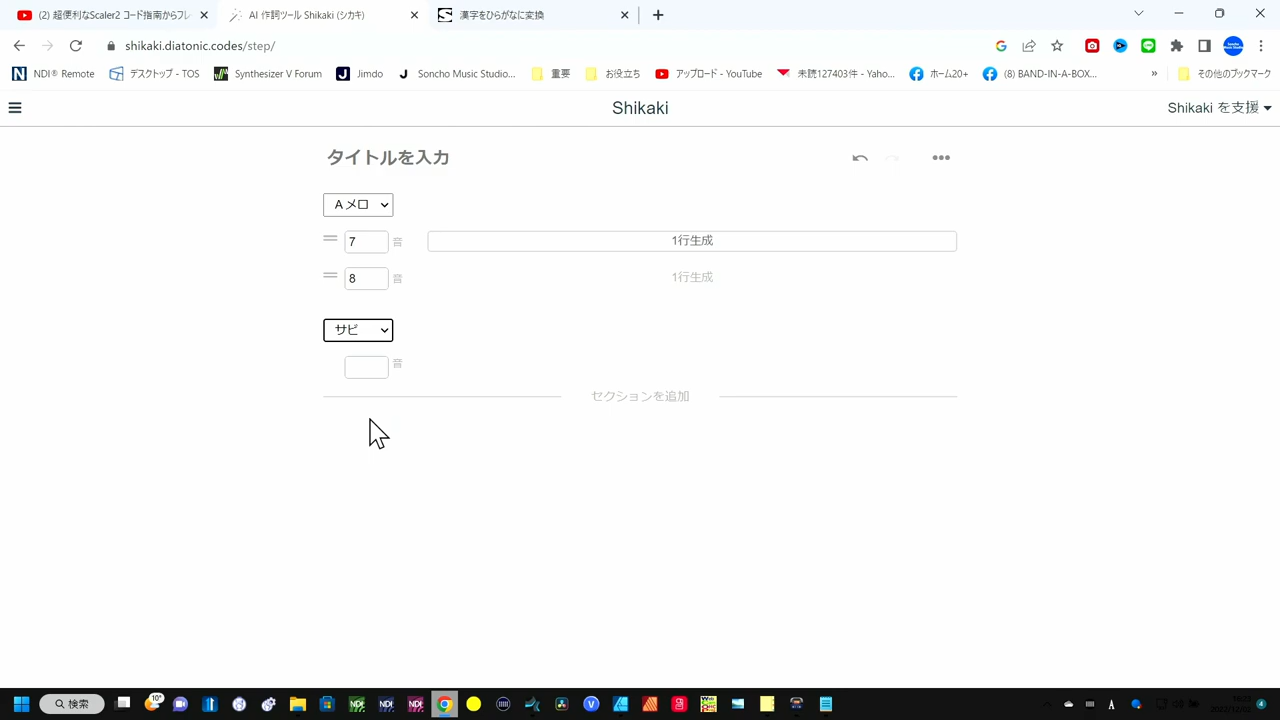 (2) 超便利なScaler2 コード指南からフレ
AI 作詞ツール Shikaki (シカキ)
漢字をひらがなに変換
shikaki.diatonic.codes/step/
NDI® Remote
デスクトップ - TOS
Synthesizer V Forum
Jimdo
Soncho Music Studio...
重要
お役立ち
アップロード - YouTube
未読127403件 - Yahoo...
ホーム20+
(8) BAND-IN-A-BOX...
»
その他のブックマーク
Shikaki
Shikaki を支援
タイトルを入力
Aメロ
7 音 1行生成
8 音 1行生成
サビ
音
セクションを追加
検索